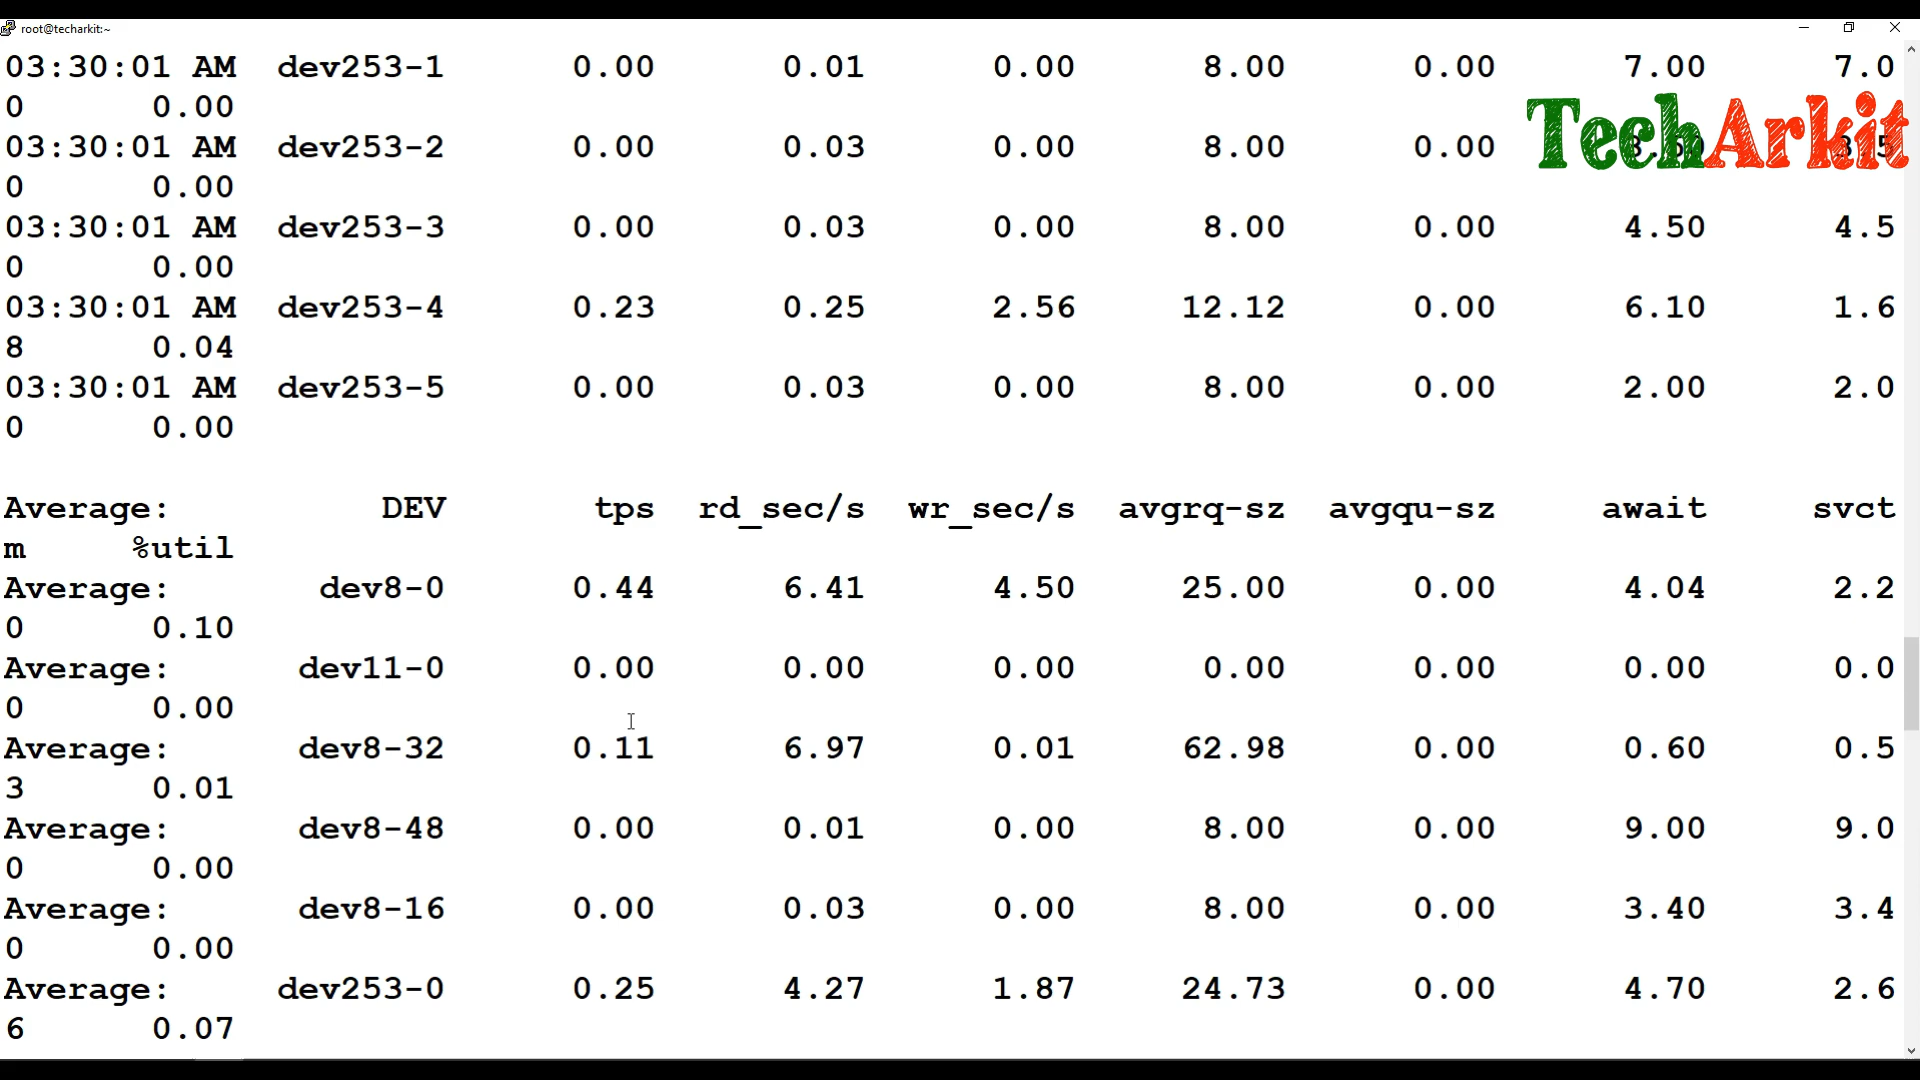 root@techarkit:~
03:30:01 AM  dev253-1      0.00      0.01      0.00      8.00      0.00      7.00      7.0
0      0.00
TechArkit
03:30:01 AM  dev253-2      0.00      0.03      0.00      8.00      0.00
0      0.00
03:30:01 AM  dev253-3      0.00      0.03      0.00      8.00      0.00      4.50      4.5
0      0.00
03:30:01 AM  dev253-4      0.23      0.25      2.56     12.12      0.00      6.10      1.6
8      0.04
03:30:01 AM  dev253-5      0.00      0.03      0.00      8.00      0.00      2.00      2.0
0      0.00
Average:          DEV       tps  rd_sec/s  wr_sec/s  avgrq-sz  avgqu-sz     await     svct
m     %util
Average:       dev8-0      0.44      6.41      4.50     25.00      0.00      4.04      2.2
0      0.10
Average:      dev11-0      0.00      0.00      0.00      0.00      0.00      0.00      0.0
0      0.00
Average:      dev8-32      0.11      6.97      0.01     62.98      0.00      0.60      0.5
3      0.01
Average:      dev8-48      0.00      0.01      0.00      8.00      0.00      9.00      9.0
0      0.00
Average:      dev8-16      0.00      0.03      0.00      8.00      0.00      3.40      3.4
0      0.00
Average:     dev253-0      0.25      4.27      1.87     24.73      0.00      4.70      2.6
6      0.07